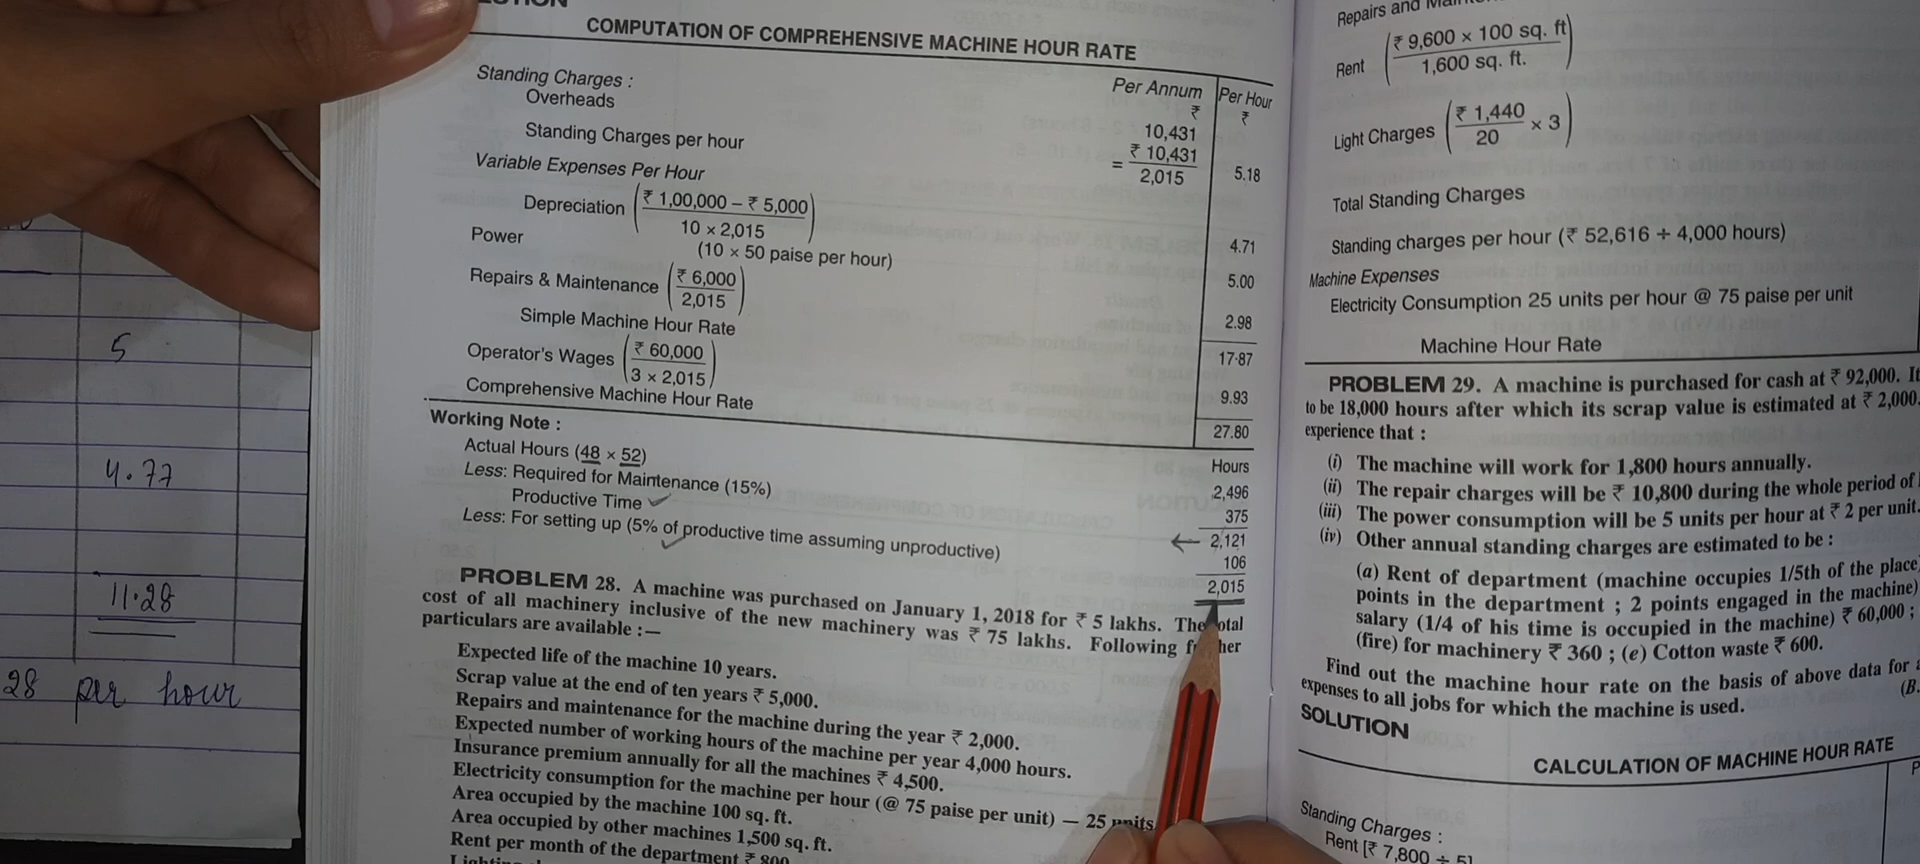 COMPUTATION OF COMPREHENSIVE MACHINE HOUR RATE
Per Annum Per Hour
₹ ₹
Standing Charges :
Overheads 10,431
Standing Charges per hour = ₹ 10,431 / 2,015 5.18
Variable Expenses Per Hour
Depreciation (₹ 1,00,000 – ₹ 5,000 / 10 × 2,015) 4.71
Power (10 × 50 paise per hour) 5.00
Repairs & Maintenance (₹ 6,000 / 2,015) 2.98
Simple Machine Hour Rate 17·87
Operator's Wages (₹ 60,000 / 3 × 2,015) 9.93
Comprehensive Machine Hour Rate 27.80
Working Note :
Hours
Actual Hours (48 × 52) 2,496
Less: Required for Maintenance (15%) 375
Productive Time 2,121
Less: For setting up (5% of productive time assuming unproductive) 106
2,015
PROBLEM 28. A machine was purchased on January 1, 2018 for ₹ 5 lakhs. The total
cost of all machinery inclusive of the new machinery was ₹ 75 lakhs. Following
particulars are available :—
Expected life of the machine 10 years.
Scrap value at the end of ten years ₹ 5,000.
Repairs and maintenance for the machine during the year ₹ 2,000.
Expected number of working hours of the machine per year 4,000 hours.
Insurance premium annually for all the machines ₹ 4,500.
Electricity consumption for the machine per hour (@ 75 paise per unit) — 25 units
Area occupied by the machine 100 sq. ft.
Area occupied by other machines 1,500 sq. ft.
Rent per month of the department ₹ 800
Repairs and
Rent (₹ 9,600 × 100 sq. ft / 1,600 sq. ft.)
Light Charges (₹ 1,440 / 20 × 3)
Total Standing Charges
Standing charges per hour (₹ 52,616 ÷ 4,000 hours)
Machine Expenses
Electricity Consumption 25 units per hour @ 75 paise per unit
Machine Hour Rate
PROBLEM 29. A machine is purchased for cash at ₹ 92,000. It
to be 18,000 hours after which its scrap value is estimated at ₹ 2,000.
experience that :
(i) The machine will work for 1,800 hours annually.
(ii) The repair charges will be ₹ 10,800 during the whole period of
(iii) The power consumption will be 5 units per hour at ₹ 2 per unit.
(iv) Other annual standing charges are estimated to be :
(a) Rent of department (machine occupies 1/5th of the place
points in the department ; 2 points engaged in the machine)
salary (1/4 of his time is occupied in the machine) ₹ 60,000 ;
(fire) for machinery ₹ 360 ; (e) Cotton waste ₹ 600.
Find out the machine hour rate on the basis of above data for
expenses to all jobs for which the machine is used. (B.
SOLUTION
CALCULATION OF MACHINE HOUR RATE
Standing Charges :
Rent [₹ 7,800 ÷ 5]
5
4.77
11.28
28 per hour